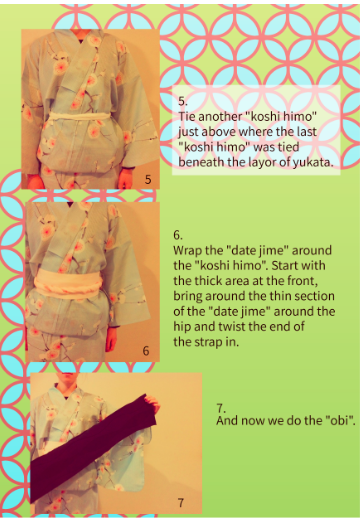 5.
Tie another "koshi himo"
just above where the last
"koshi himo" was tied
beneath the layor of yukata.
5
6.
Wrap the "date jime" around
the "koshi himo". Start with
the thick area at the front,
bring around the thin section
of the "date jime" around the
hip and twist the end of
the strap in.
6
7.
And now we do the "obi".
7